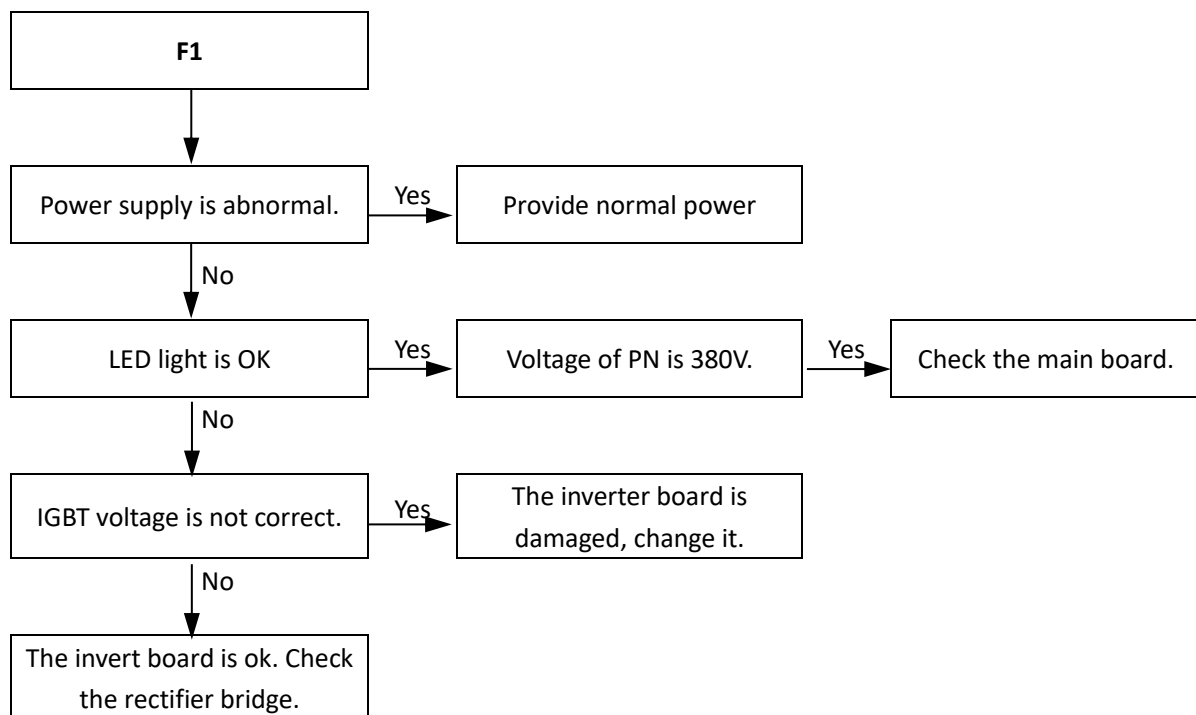 F1
Power supply is abnormal.
Yes
Provide normal power
No
LED light is OK
Yes
Voltage of PN is 380V.
Yes
Check the main board.
No
IGBT voltage is not correct.
Yes
The inverter board is
damaged, change it.
No
The invert board is ok. Check
the rectifier bridge.